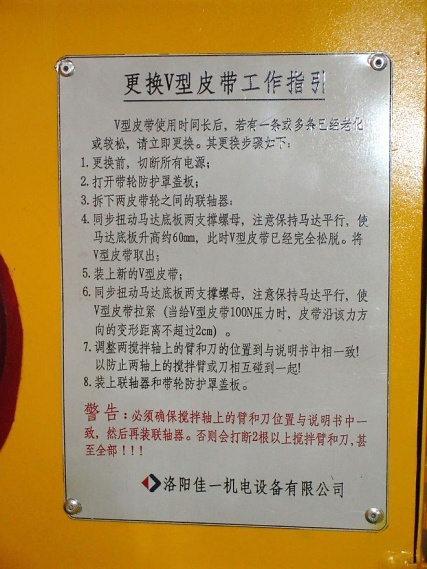 更换V型皮带工作指引
V型皮带使用时间长后，若有一条或多条已经老化
或较松，请立即更换。其更换步骤如下：
1.更换前，切断所有电源；
2.打开带轮防护罩盖板；
3.拆下两皮带轮之间的联轴器：
4.同步扭动马达底板两支撑螺母，注意保持马达平行，使
马达底板升高约60mm，此时V型皮带已经完全松脱。将
V型皮带取出；
5.装上新的V型皮带；
6.同步扭动马达底板两支撑螺母，注意保持马达平行，使
V型皮带拉紧（当给V型皮带100N压力时，皮带沿该力方
向的变形距离不超过2cm）。
7.调整两搅拌轴上的臂和刀的位置到与说明书中相一致！
以防止两轴上的搅拌臂或刀相互碰到一起！
8.装上联轴器和带轮防护罩盖板。
警告：必须确保搅拌轴上的臂和刀位置与说明书中一
致，然后再装联轴器。否则会打断2根以上搅拌臂和刀,甚
至全部！！！
洛阳佳一机电设备有限公司